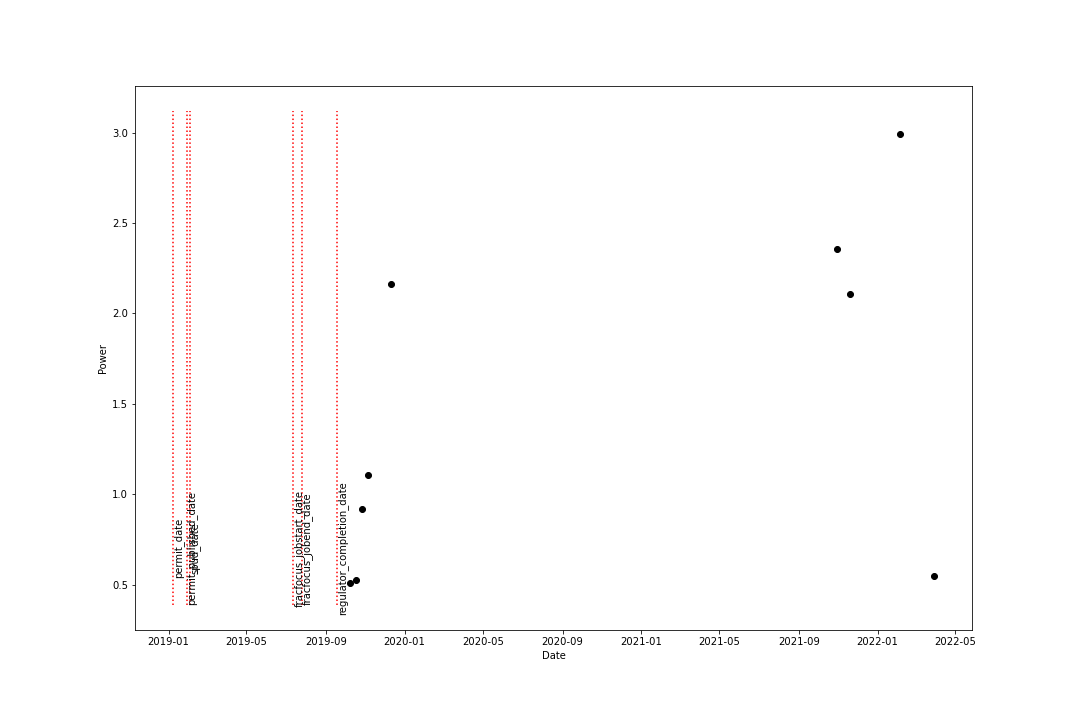 3.0
2.5
2.0
1.5
1.0
0.5
Power
permit_date
permit_published_date
spud_date
fracfocus_jobstart_date
fracfocus_jobend_date
regulator_completion_date
2019-01 2019-05 2019-09 2020-01 2020-05 2020-09 2021-01 2021-05 2021-09 2022-01 2022-05
Date